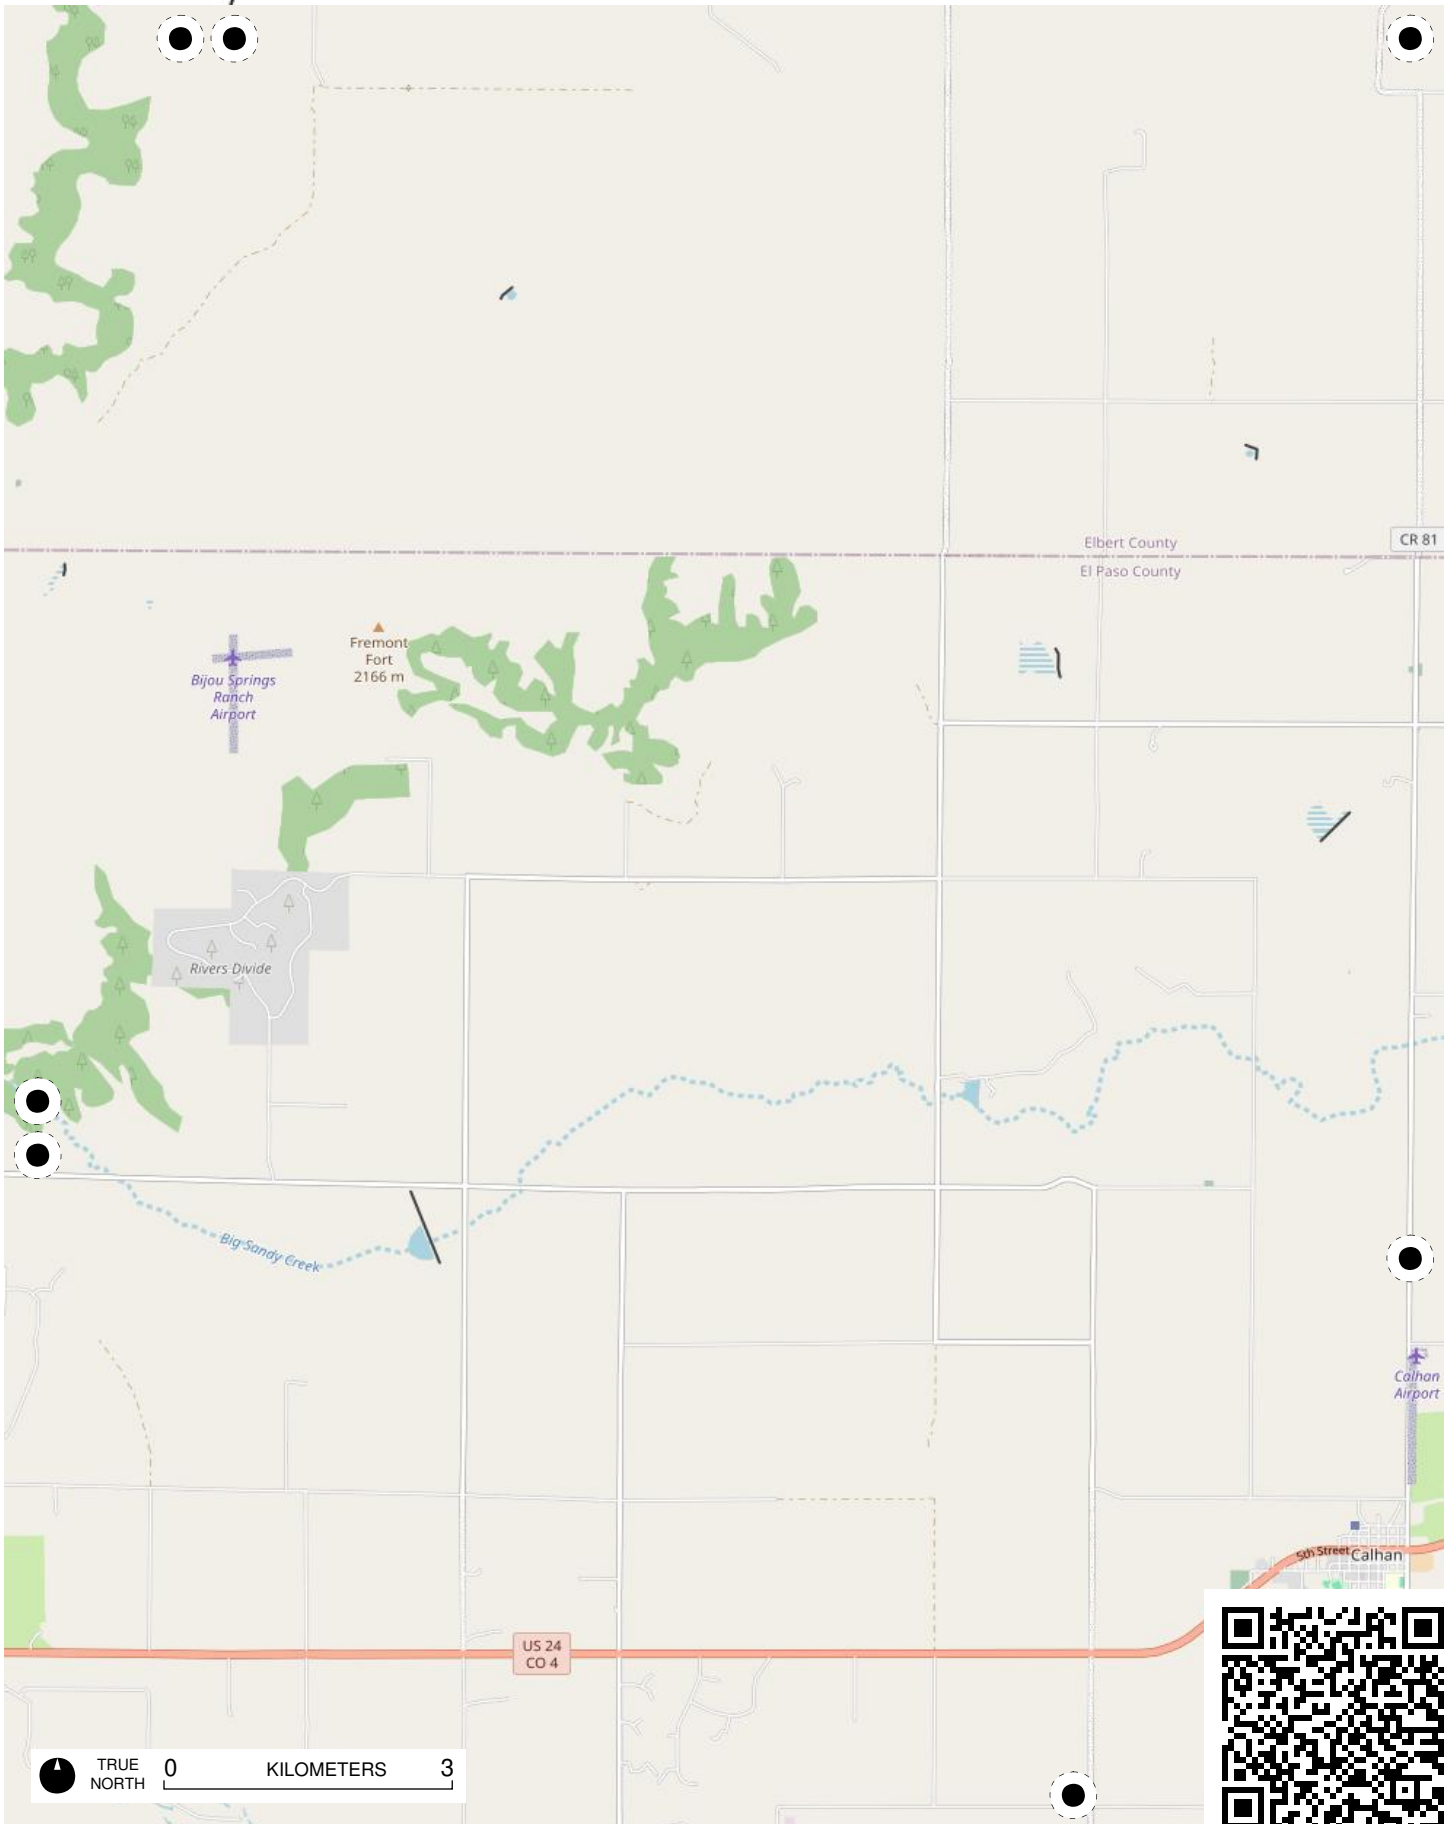 Elbert County
CR 81
El Paso County
Fremont
Fort
2166 m
Bijou Springs
Ranch
Airport
Rivers Divide
Big Sandy Creek
Calhan
Airport
5th Street
Calhan
US 24
CO 4
TRUE
NORTH
0 KILOMETERS 3